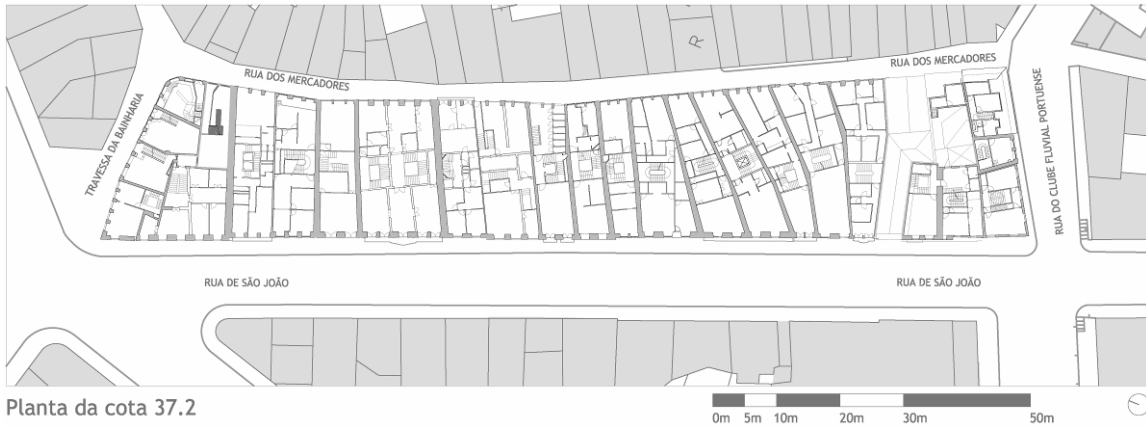 R
RUA DOS MERCADORES
RUA DOS MERCADORES
TRAVESSA DA BAINHARIA
RUA DO CLUBE FLUVIAL PORTUENSE
RUA DE SÃO JOÃO
RUA DE SÃO JOÃO
Planta da cota 37.2
0m 5m 10m 20m 30m 50m